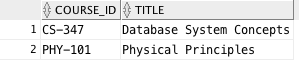 COURSE_ID TITLE
1 CS-347 Database System Concepts
2 PHY-101 Physical Principles